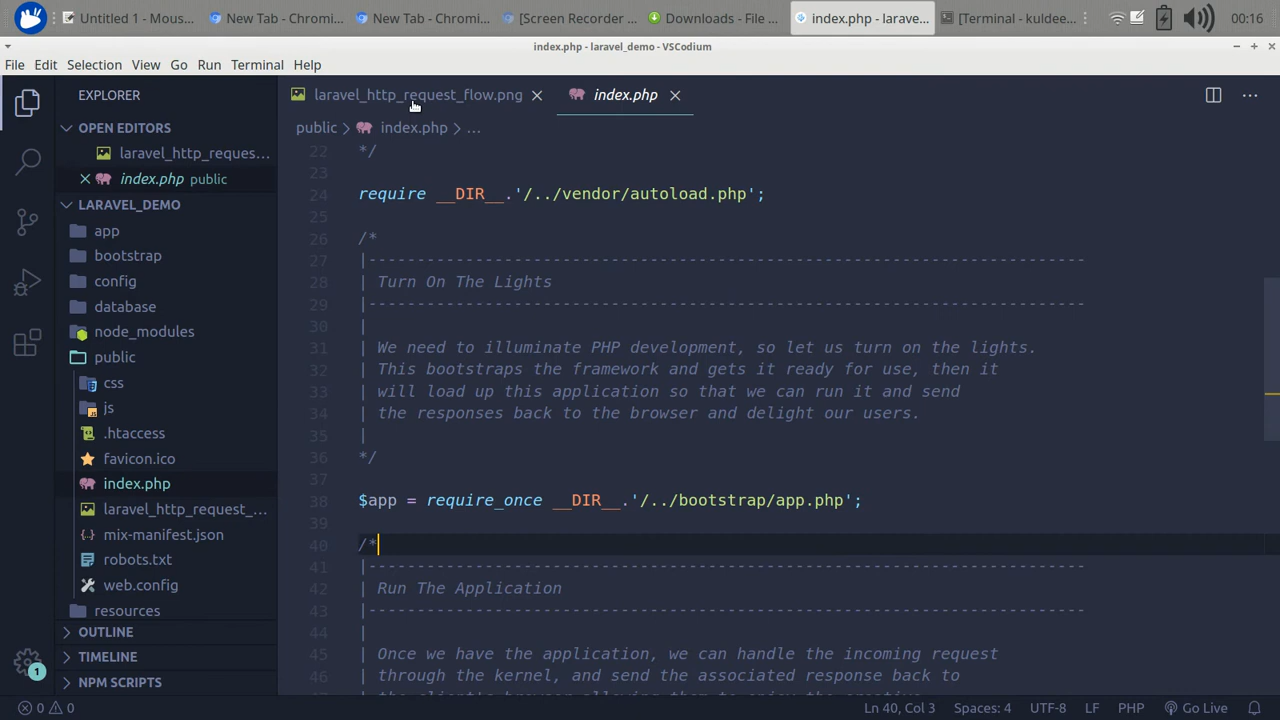 Untitled 1 - Mous...
New Tab - Chromi...
New Tab - Chromi...
[Screen Recorder ...
Downloads - File ...
index.php - larave...
[Terminal - kuldee...
00:16
index.php - laravel_demo - VSCodium
File Edit Selection View Go Run Terminal Help
EXPLORER
OPEN EDITORS
laravel_http_reques...
index.php public
LARAVEL_DEMO
app
bootstrap
config
database
node_modules
public
css
js
.htaccess
favicon.ico
index.php
laravel_http_request_...
mix-manifest.json
robots.txt
web.config
resources
OUTLINE
TIMELINE
NPM SCRIPTS
1
laravel_http_request_flow.png
index.php
public > index.php > ...
22 */
23
24 require __DIR__.'/../vendor/autoload.php';
25
26 /*
27 |--------------------------------------------------------------------------
28 | Turn On The Lights
29 |--------------------------------------------------------------------------
30 |
31 | We need to illuminate PHP development, so let us turn on the lights.
32 | This bootstraps the framework and gets it ready for use, then it
33 | will load up this application so that we can run it and send
34 | the responses back to the browser and delight our users.
35 |
36 */
37
38 $app = require_once __DIR__.'/../bootstrap/app.php';
39
40 /*
41 |--------------------------------------------------------------------------
42 | Run The Application
43 |--------------------------------------------------------------------------
44 |
45 | Once we have the application, we can handle the incoming request
46 | through the kernel, and send the associated response back to
0 0
Ln 40, Col 3
Spaces: 4
UTF-8
LF
PHP
Go Live